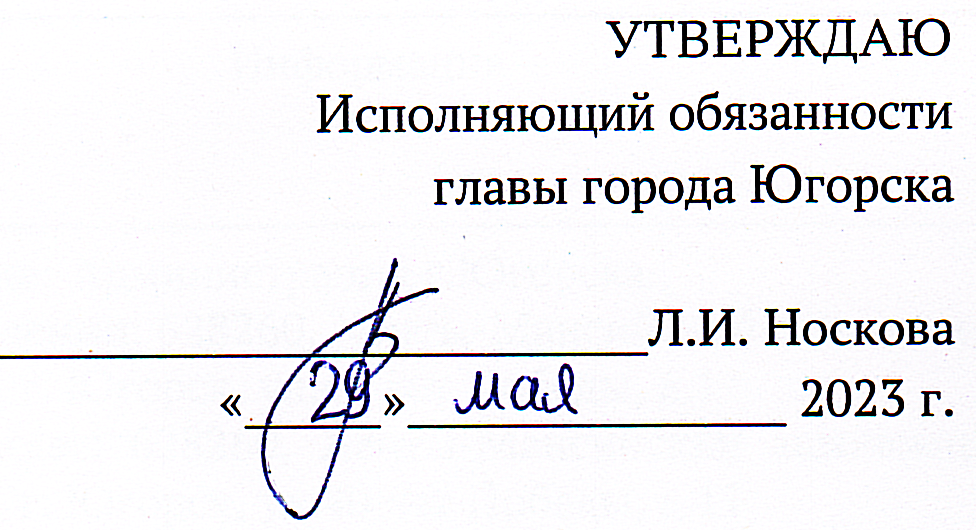 УТВЕРЖДАЮ
Исполняющий обязанности
главы города Югорска
Л.И. Носкова
« 29 » мая 2023 г.